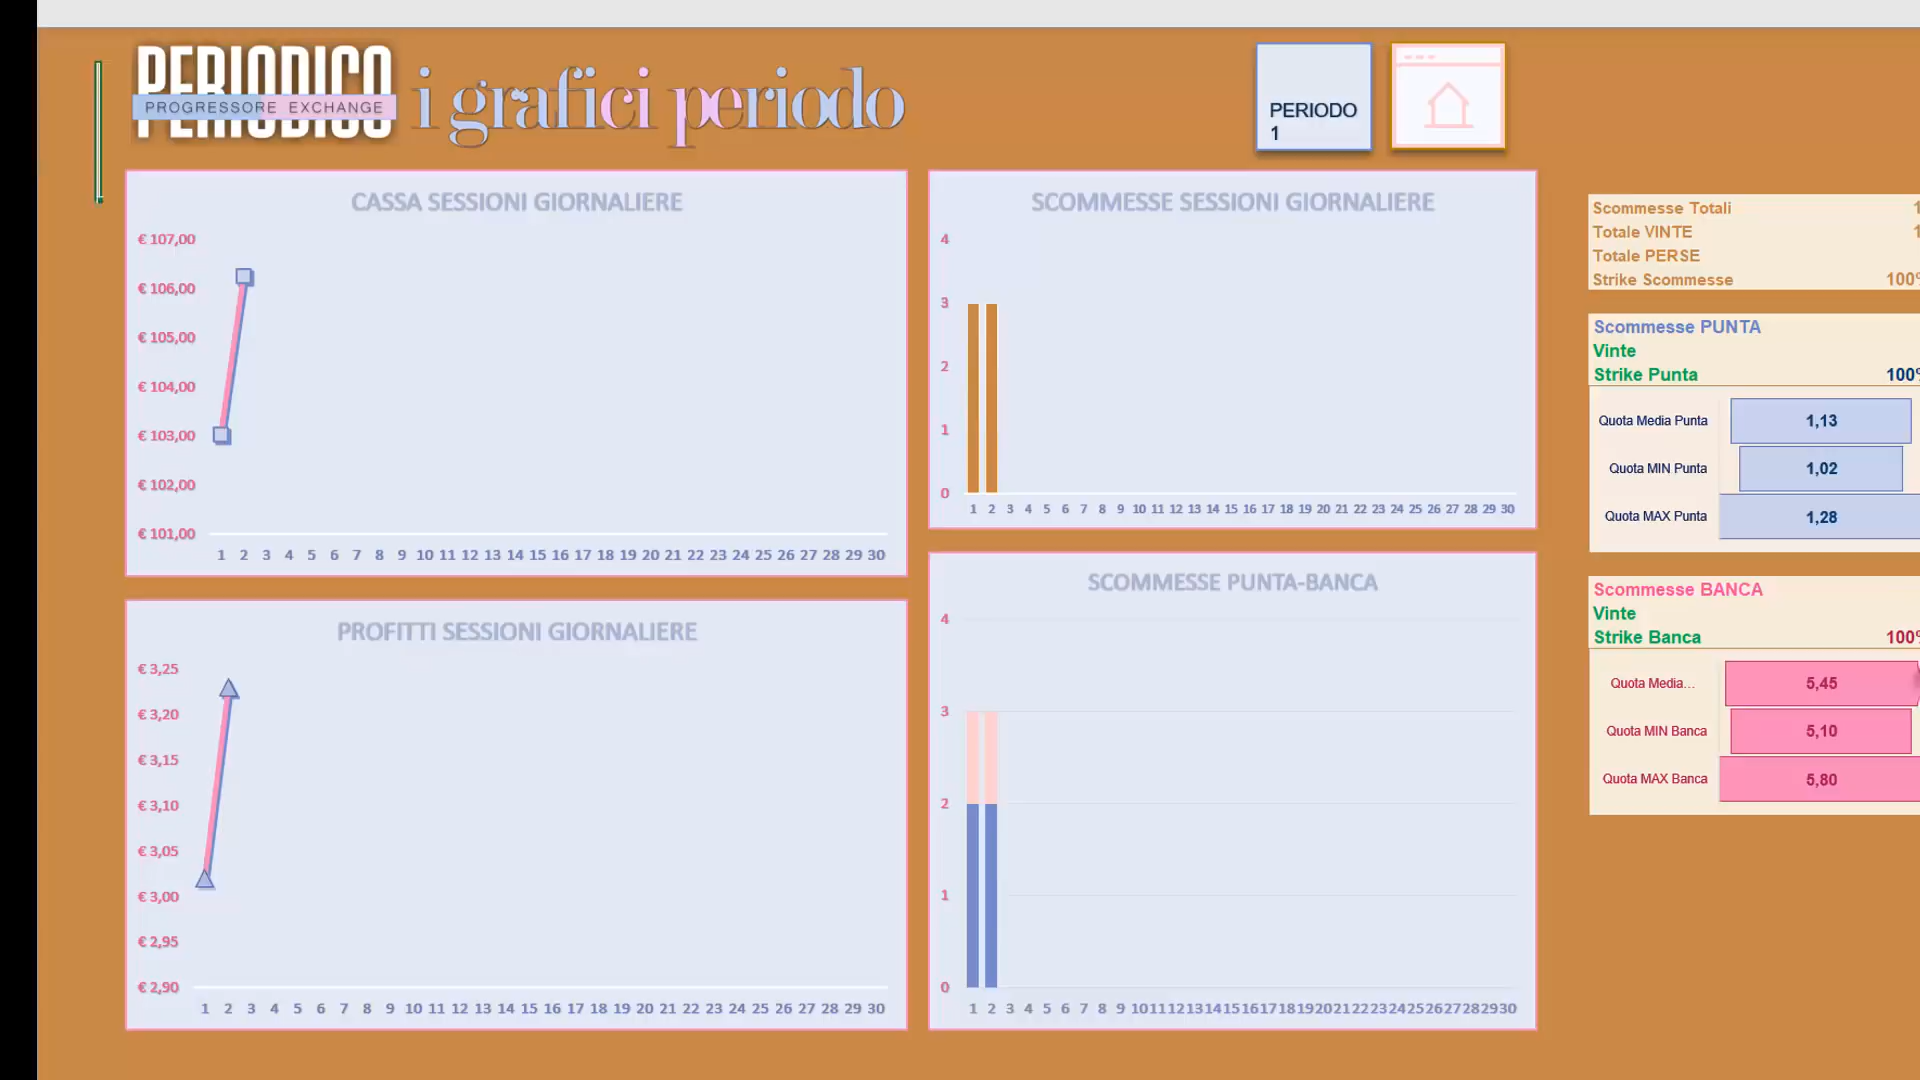 PERIODICO
PROGRESSORE EXCHANGE
i grafici periodo
PERIODO
1
CASSA SESSIONI GIORNALIERE
€ 107,00
€ 106,00
€ 105,00
€ 104,00
€ 103,00
€ 102,00
€ 101,00
1 2 3 4 5 6 7 8 9 10 11 12 13 14 15 16 17 18 19 20 21 22 23 24 25 26 27 28 29 30
PROFITTI SESSIONI GIORNALIERE
€ 3,25
€ 3,20
€ 3,15
€ 3,10
€ 3,05
€ 3,00
€ 2,95
€ 2,90
1 2 3 4 5 6 7 8 9 10 11 12 13 14 15 16 17 18 19 20 21 22 23 24 25 26 27 28 29 30
SCOMMESSE SESSIONI GIORNALIERE
4
3
2
1
0
1 2 3 4 5 6 7 8 9 10 11 12 13 14 15 16 17 18 19 20 21 22 23 24 25 26 27 28 29 30
SCOMMESSE PUNTA-BANCA
4
3
2
1
0
1 2 3 4 5 6 7 8 9 10 11 12 13 14 15 16 17 18 19 20 21 22 23 24 25 26 27 28 29 30
Scommesse Totali
Totale VINTE
Totale PERSE
Strike Scommesse 100%
Scommesse PUNTA
Vinte
Strike Punta 100%
Quota Media Punta 1,13
Quota MIN Punta 1,02
Quota MAX Punta 1,28
Scommesse BANCA
Vinte
Strike Banca 100%
Quota Media... 5,45
Quota MIN Banca 5,10
Quota MAX Banca 5,80